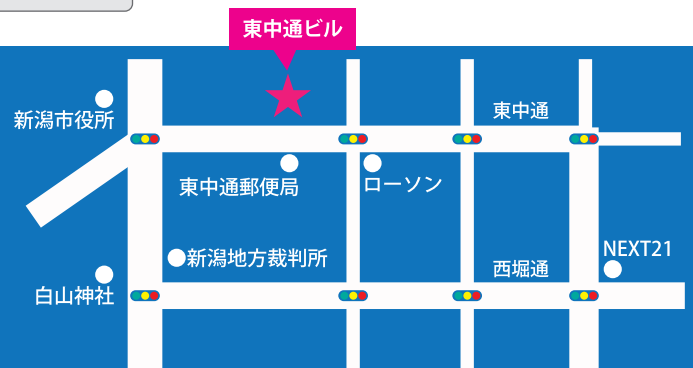 東中通ビル
新潟市役所
東中通
東中通郵便局
ローソン
新潟地方裁判所
西堀通
NEXT21
白山神社